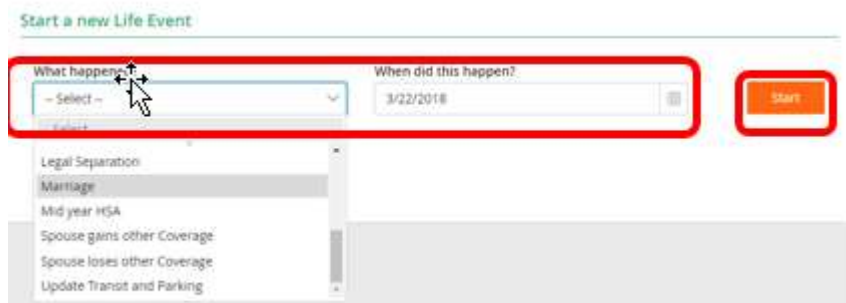 Start a new Life Event
What happened?
When did this happen?
-- Select --
3/22/2018
Start
Select
Legal Separation
Marriage
Mid year HSA
Spouse gains other Coverage
Spouse loses other Coverage
Update Transit and Parking